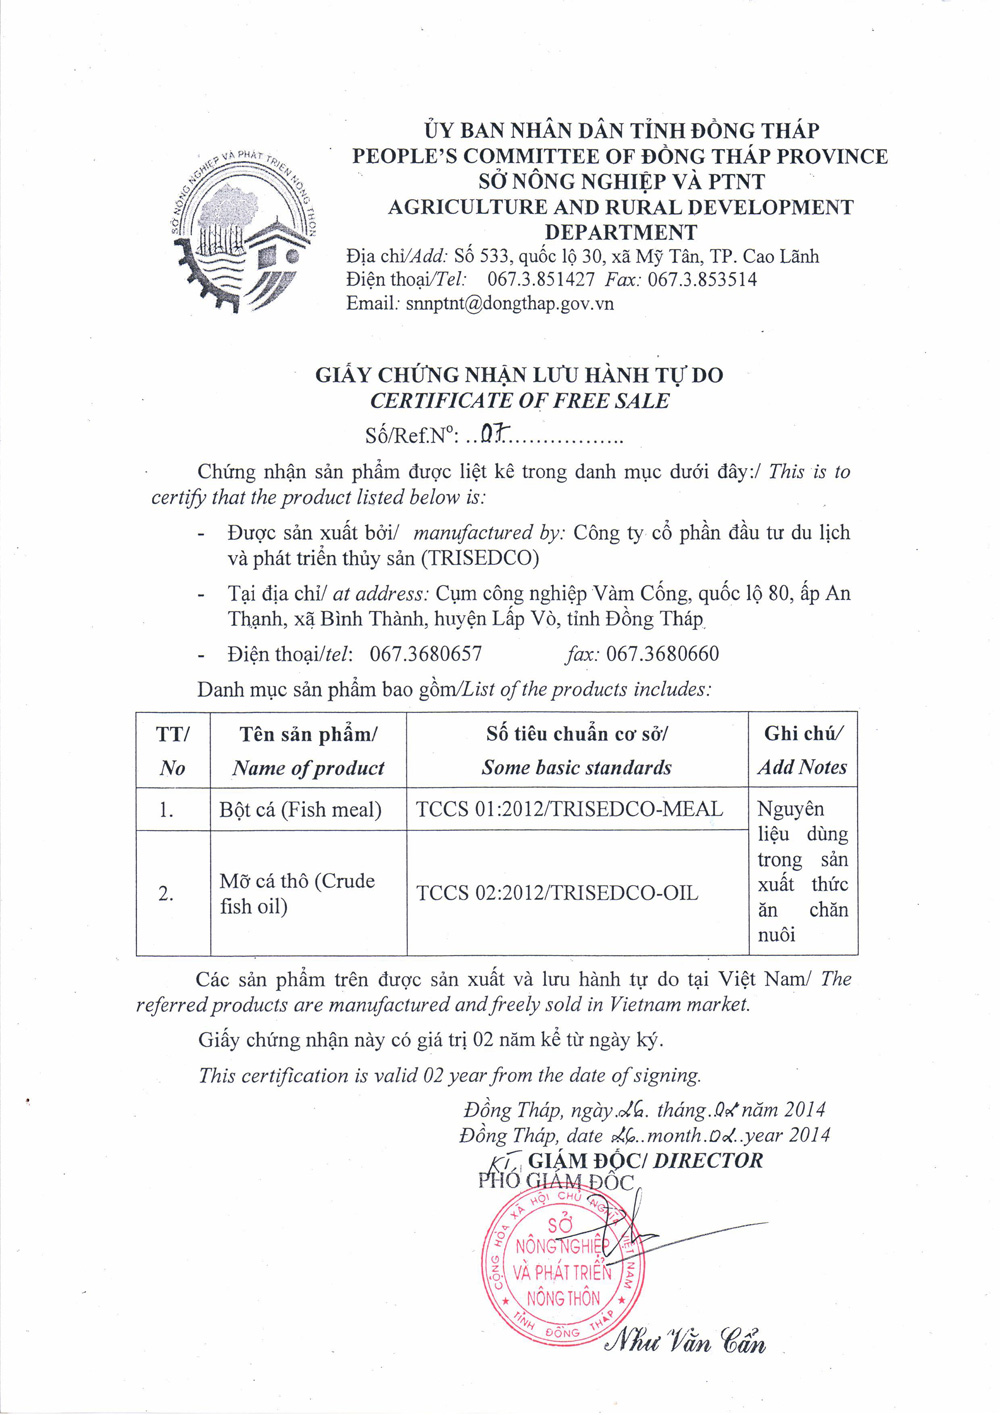 ỦY BAN NHÂN DÂN TỈNH ĐỒNG THÁP
PEOPLE'S COMMITTEE OF ĐỒNG THÁP PROVINCE
SỞ NÔNG NGHIỆP VÀ PTNT
AGRICULTURE AND RURAL DEVELOPMENT
DEPARTMENT
SỞ NÔNG NGHIỆP VÀ PHÁT TRIỂN NÔNG THÔN
Địa chỉ/Add: Số 533, quốc lộ 30, xã Mỹ Tân, TP. Cao Lãnh
Điện thoại/Tel: 067.3.851427 Fax: 067.3.853514
Email: snnptnt@dongthap.gov.vn
GIẤY CHỨNG NHẬN LƯU HÀNH TỰ DO
CERTIFICATE OF FREE SALE
Số/Ref.Nº: ..07..................
Chứng nhận sản phẩm được liệt kê trong danh mục dưới đây:/ This is to
certify that the product listed below is:
- Được sản xuất bởi/ manufactured by: Công ty cổ phần đầu tư du lịch
và phát triển thủy sản (TRISEDCO)
- Tại địa chỉ/ at address: Cụm công nghiệp Vàm Cống, quốc lộ 80, ấp An
Thạnh, xã Bình Thành, huyện Lấp Vò, tỉnh Đồng Tháp
- Điện thoại/tel: 067.3680657 fax: 067.3680660
Danh mục sản phẩm bao gồm/List of the products includes:
TT/ Tên sản phẩm/ Số tiêu chuẩn cơ sở/ Ghi chú/
No Name of product Some basic standards Add Notes
1. Bột cá (Fish meal) TCCS 01:2012/TRISEDCO-MEAL Nguyên
liệu dùng
trong sản
xuất thức
ăn chăn
nuôi
2. Mỡ cá thô (Crude
fish oil) TCCS 02:2012/TRISEDCO-OIL
Các sản phẩm trên được sản xuất và lưu hành tự do tại Việt Nam/ The
referred products are manufactured and freely sold in Vietnam market.
Giấy chứng nhận này có giá trị 02 năm kể từ ngày ký.
This certification is valid 02 year from the date of signing.
Đồng Tháp, ngày.26. tháng.02 năm 2014
Đồng Tháp, date 26..month.02..year 2014
KT. GIÁM ĐỐC/ DIRECTOR
PHÓ GIÁM ĐỐC
CỘNG HÒA XÃ HỘI CHỦ NGHĨA VIỆT NAM
SỞ
NÔNG NGHIỆP
VÀ PHÁT TRIỂN
NÔNG THÔN
★ TỈNH ĐỒNG THÁP ★
Như Văn Cẩn